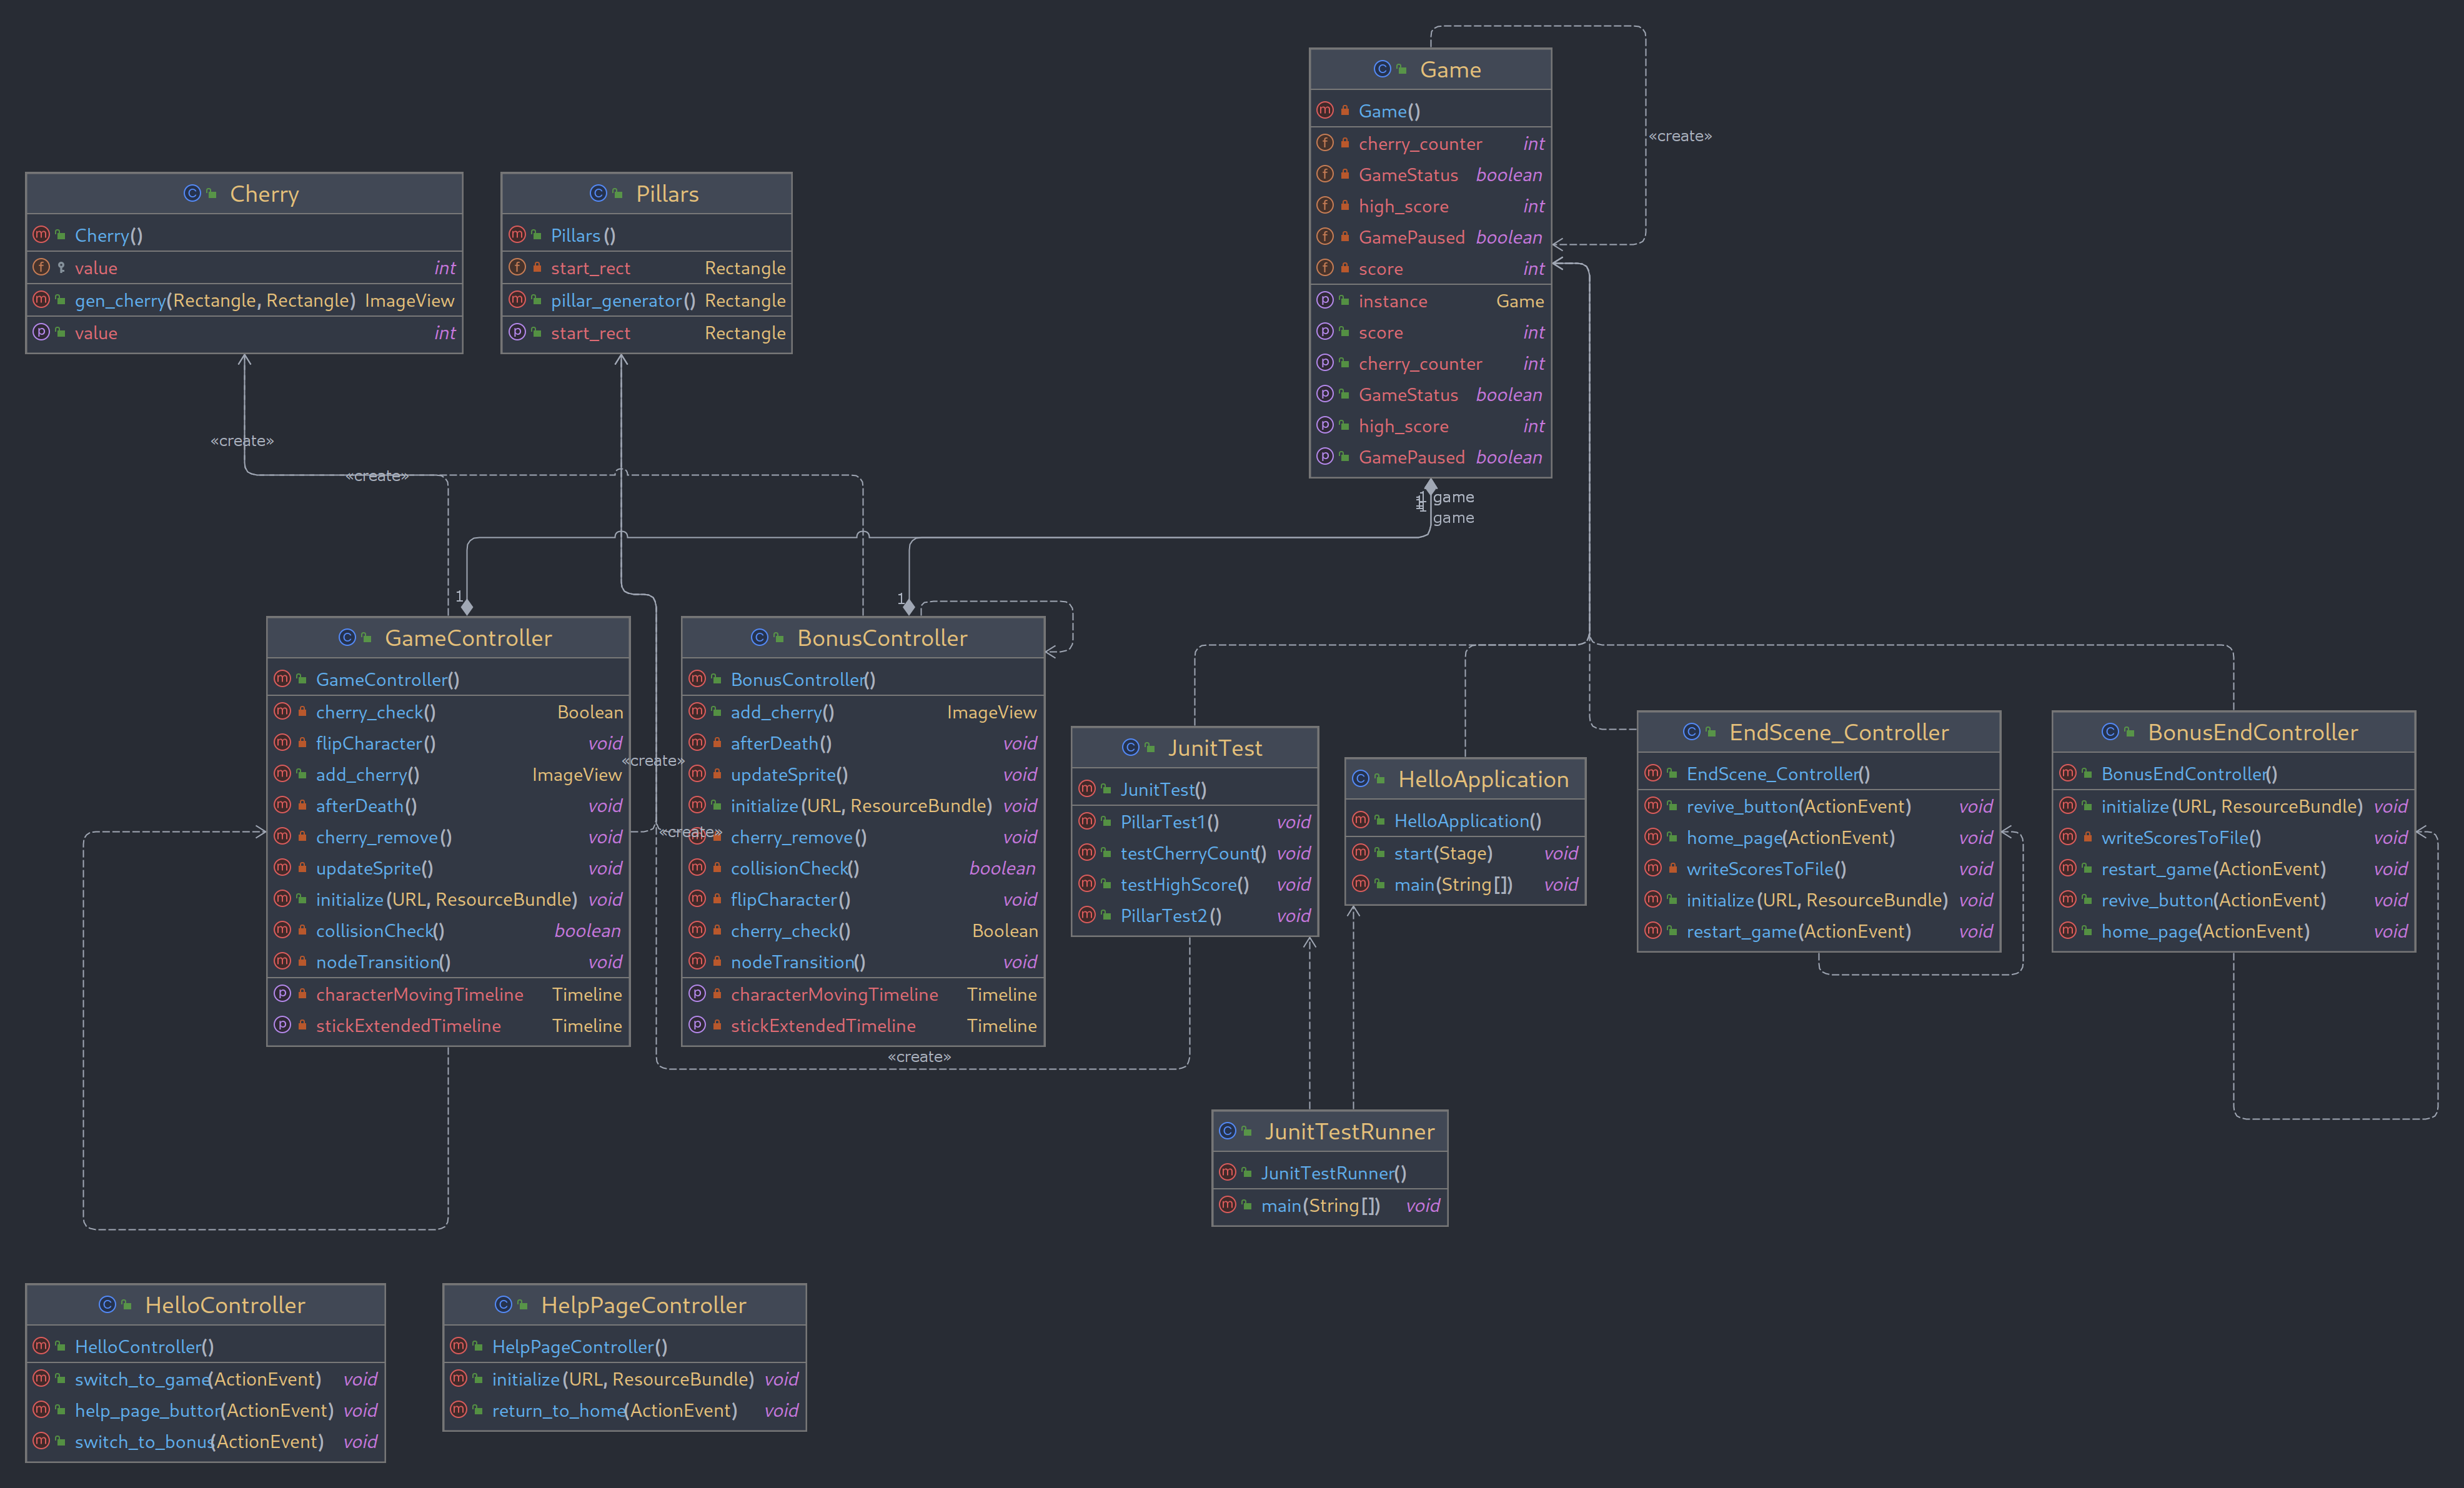 Game
Game()
cherry_counter int
GameStatus boolean
high_score int
GamePaused boolean
score int
instance Game
score int
cherry_counter int
GameStatus boolean
high_score int
GamePaused boolean
«create»
Cherry
Cherry()
value int
gen_cherry(Rectangle, Rectangle) ImageView
value int
Pillars
Pillars()
start_rect Rectangle
pillar_generator() Rectangle
start_rect Rectangle
«create»
«create»
1 game
1
game
1
1
GameController
GameController()
cherry_check() Boolean
flipCharacter() void
add_cherry() ImageView
afterDeath() void
cherry_remove() void
updateSprite() void
initialize(URL, ResourceBundle) void
collisionCheck() boolean
nodeTransition() void
characterMovingTimeline Timeline
stickExtendedTimeline Timeline
«create»
«create»
BonusController
BonusController()
add_cherry() ImageView
afterDeath() void
updateSprite() void
initialize(URL, ResourceBundle) void
cherry_remove() void
collisionCheck() boolean
flipCharacter() void
cherry_check() Boolean
nodeTransition() void
characterMovingTimeline Timeline
stickExtendedTimeline Timeline
«create»
JunitTest
JunitTest()
PillarTest1() void
testCherryCount() void
testHighScore() void
PillarTest2() void
HelloApplication
HelloApplication()
start(Stage) void
main(String[]) void
EndScene_Controller
EndScene_Controller()
revive_button(ActionEvent) void
home_page(ActionEvent) void
writeScoresToFile() void
initialize(URL, ResourceBundle) void
restart_game(ActionEvent) void
BonusEndController
BonusEndController()
initialize(URL, ResourceBundle) void
writeScoresToFile() void
restart_game(ActionEvent) void
revive_button(ActionEvent) void
home_page(ActionEvent) void
JunitTestRunner
JunitTestRunner()
main(String[]) void
HelloController
HelloController()
switch_to_game(ActionEvent) void
help_page_button(ActionEvent) void
switch_to_bonus(ActionEvent) void
HelpPageController
HelpPageController()
initialize(URL, ResourceBundle) void
return_to_home(ActionEvent) void